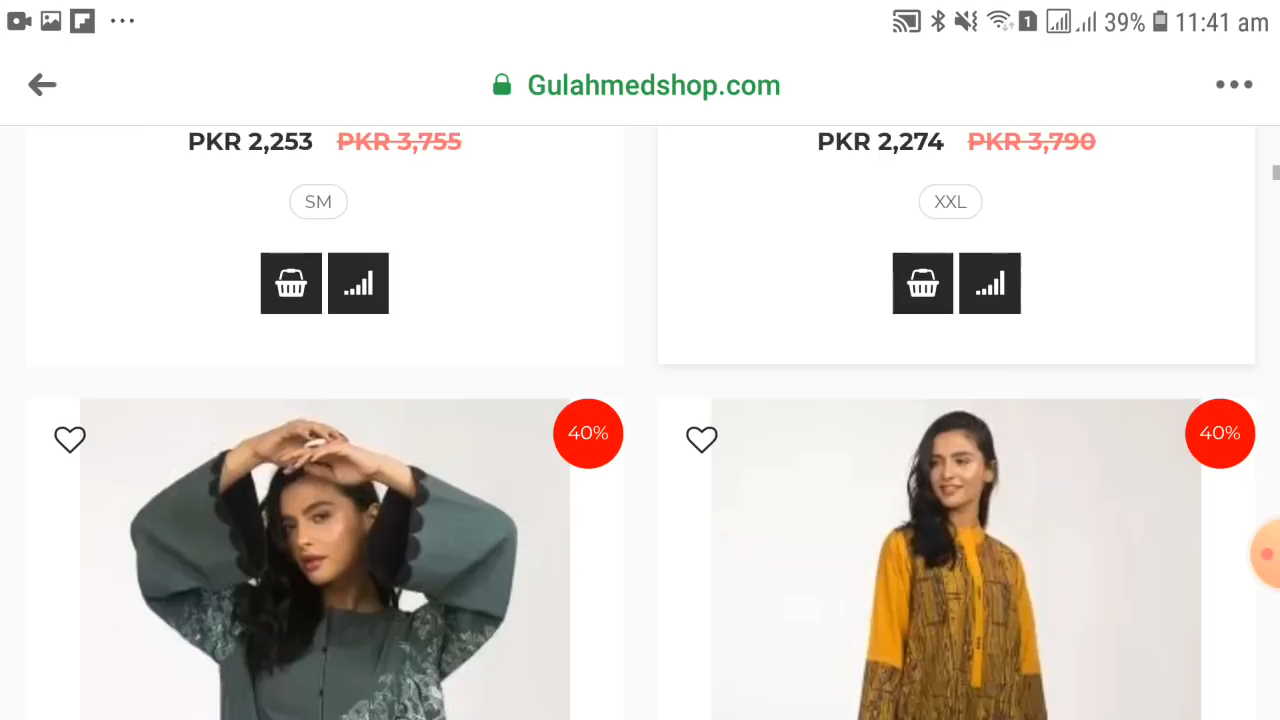 1 39% 11:41 am
Gulahmedshop.com
PKR 2,253 PKR 3,755
PKR 2,274 PKR 3,790
SM
XXL
40%
40%